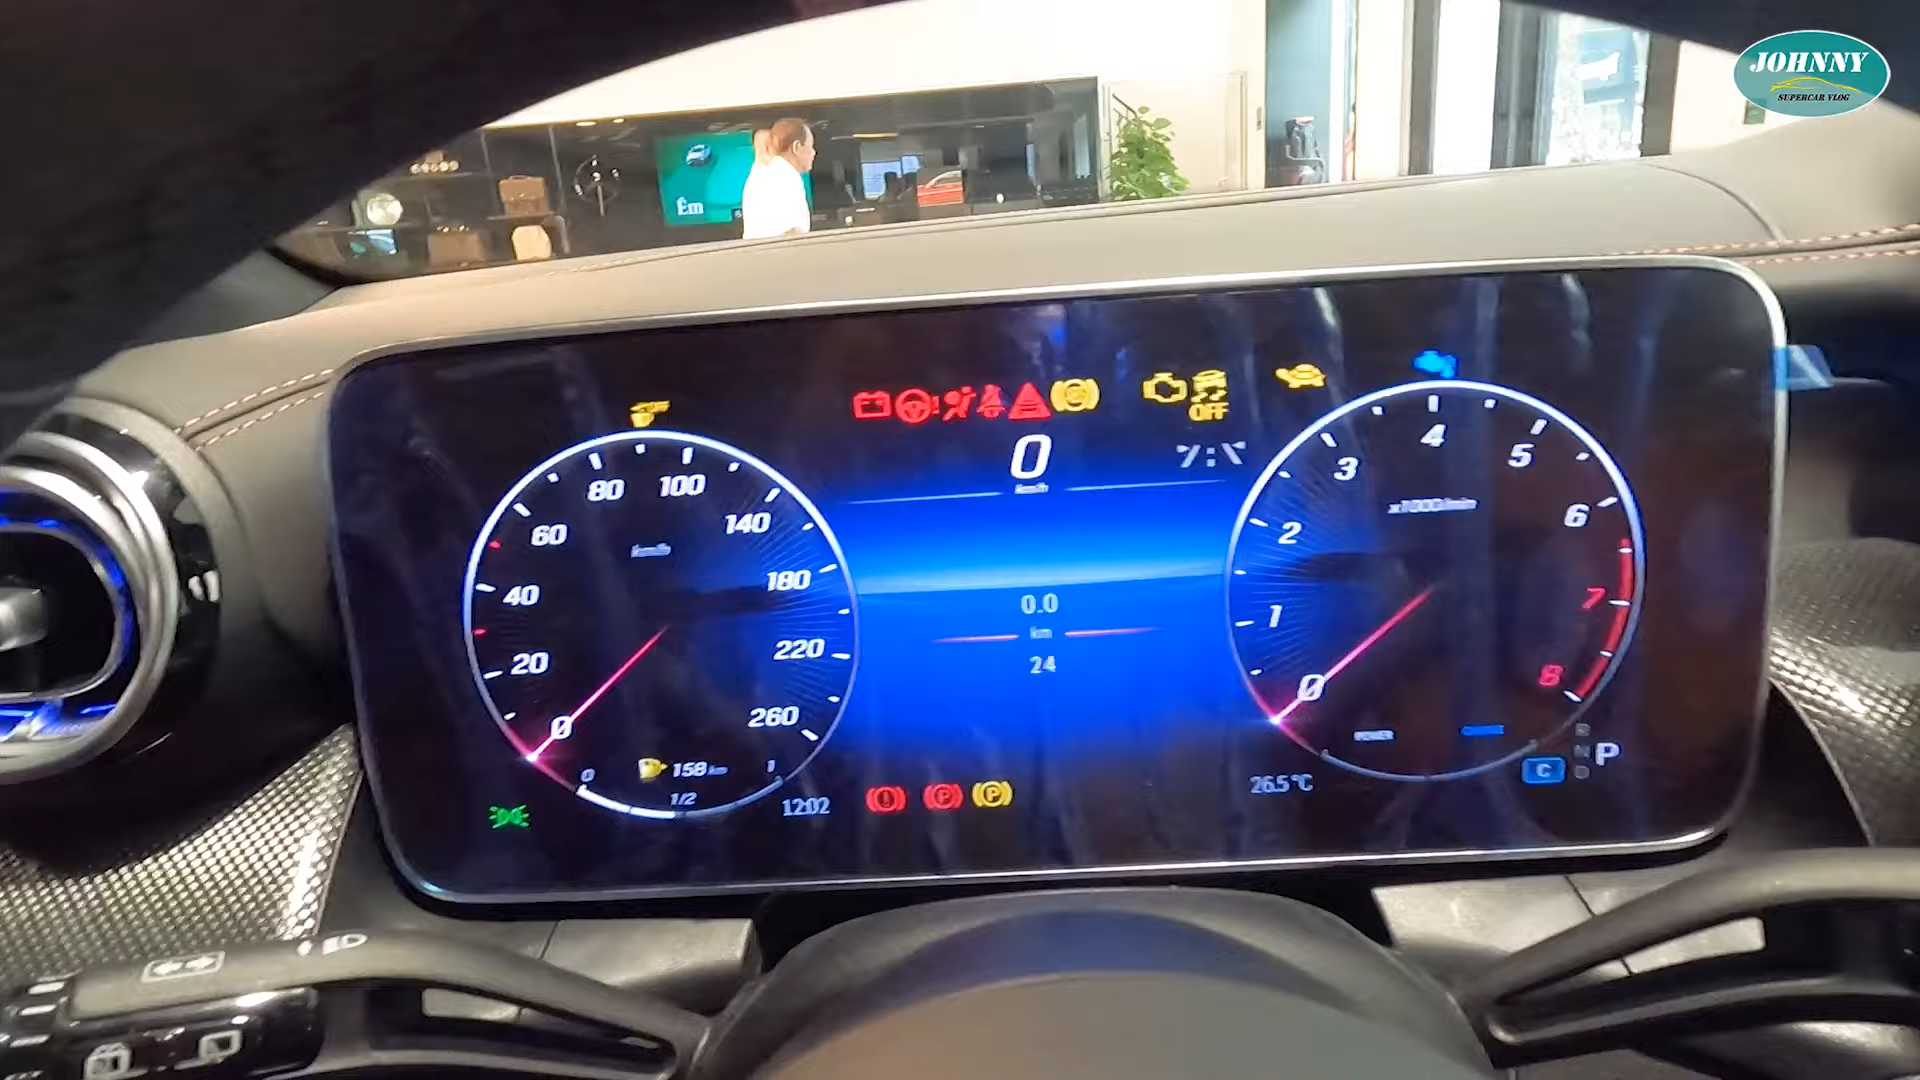 JOHNNY
SUPERCAR VLOG
Êm
OFF
0
km/h
80 100
60 140
km/h
40 180
20 220
0 260
158 km
0 1/2 1
12:02
0.0
km
24
4
3 5
x1000/min
2 6
1 7
0 8
POWER
26.5°C
C
R
N P
D